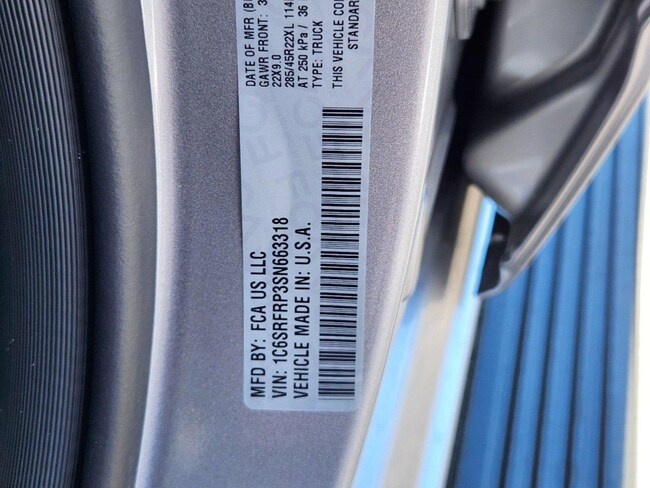 MFD BY: FCA US LLC
VIN: 1C6SRFRP3SN663318
VEHICLE MADE IN: U.S.A.
DATE OF MFR
GAWR FRONT: 3
22X9.0
285/45R22XL 114
AT 250 kPa / 36
TYPE: TRUCK
THIS VEHICLE
STANDAR